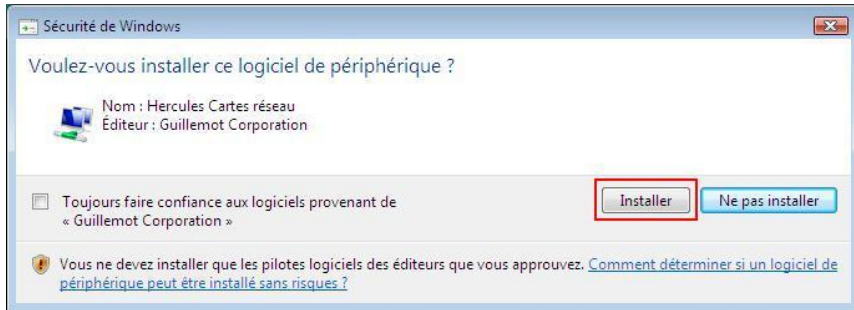 Sécurité de Windows
Voulez-vous installer ce logiciel de périphérique ?
Nom : Hercules Cartes réseau
Éditeur : Guillemot Corporation
Toujours faire confiance aux logiciels provenant de
« Guillemot Corporation »
Installer
Ne pas installer
Vous ne devez installer que les pilotes logiciels des éditeurs que vous approuvez. Comment déterminer si un logiciel de
périphérique peut être installé sans risques ?